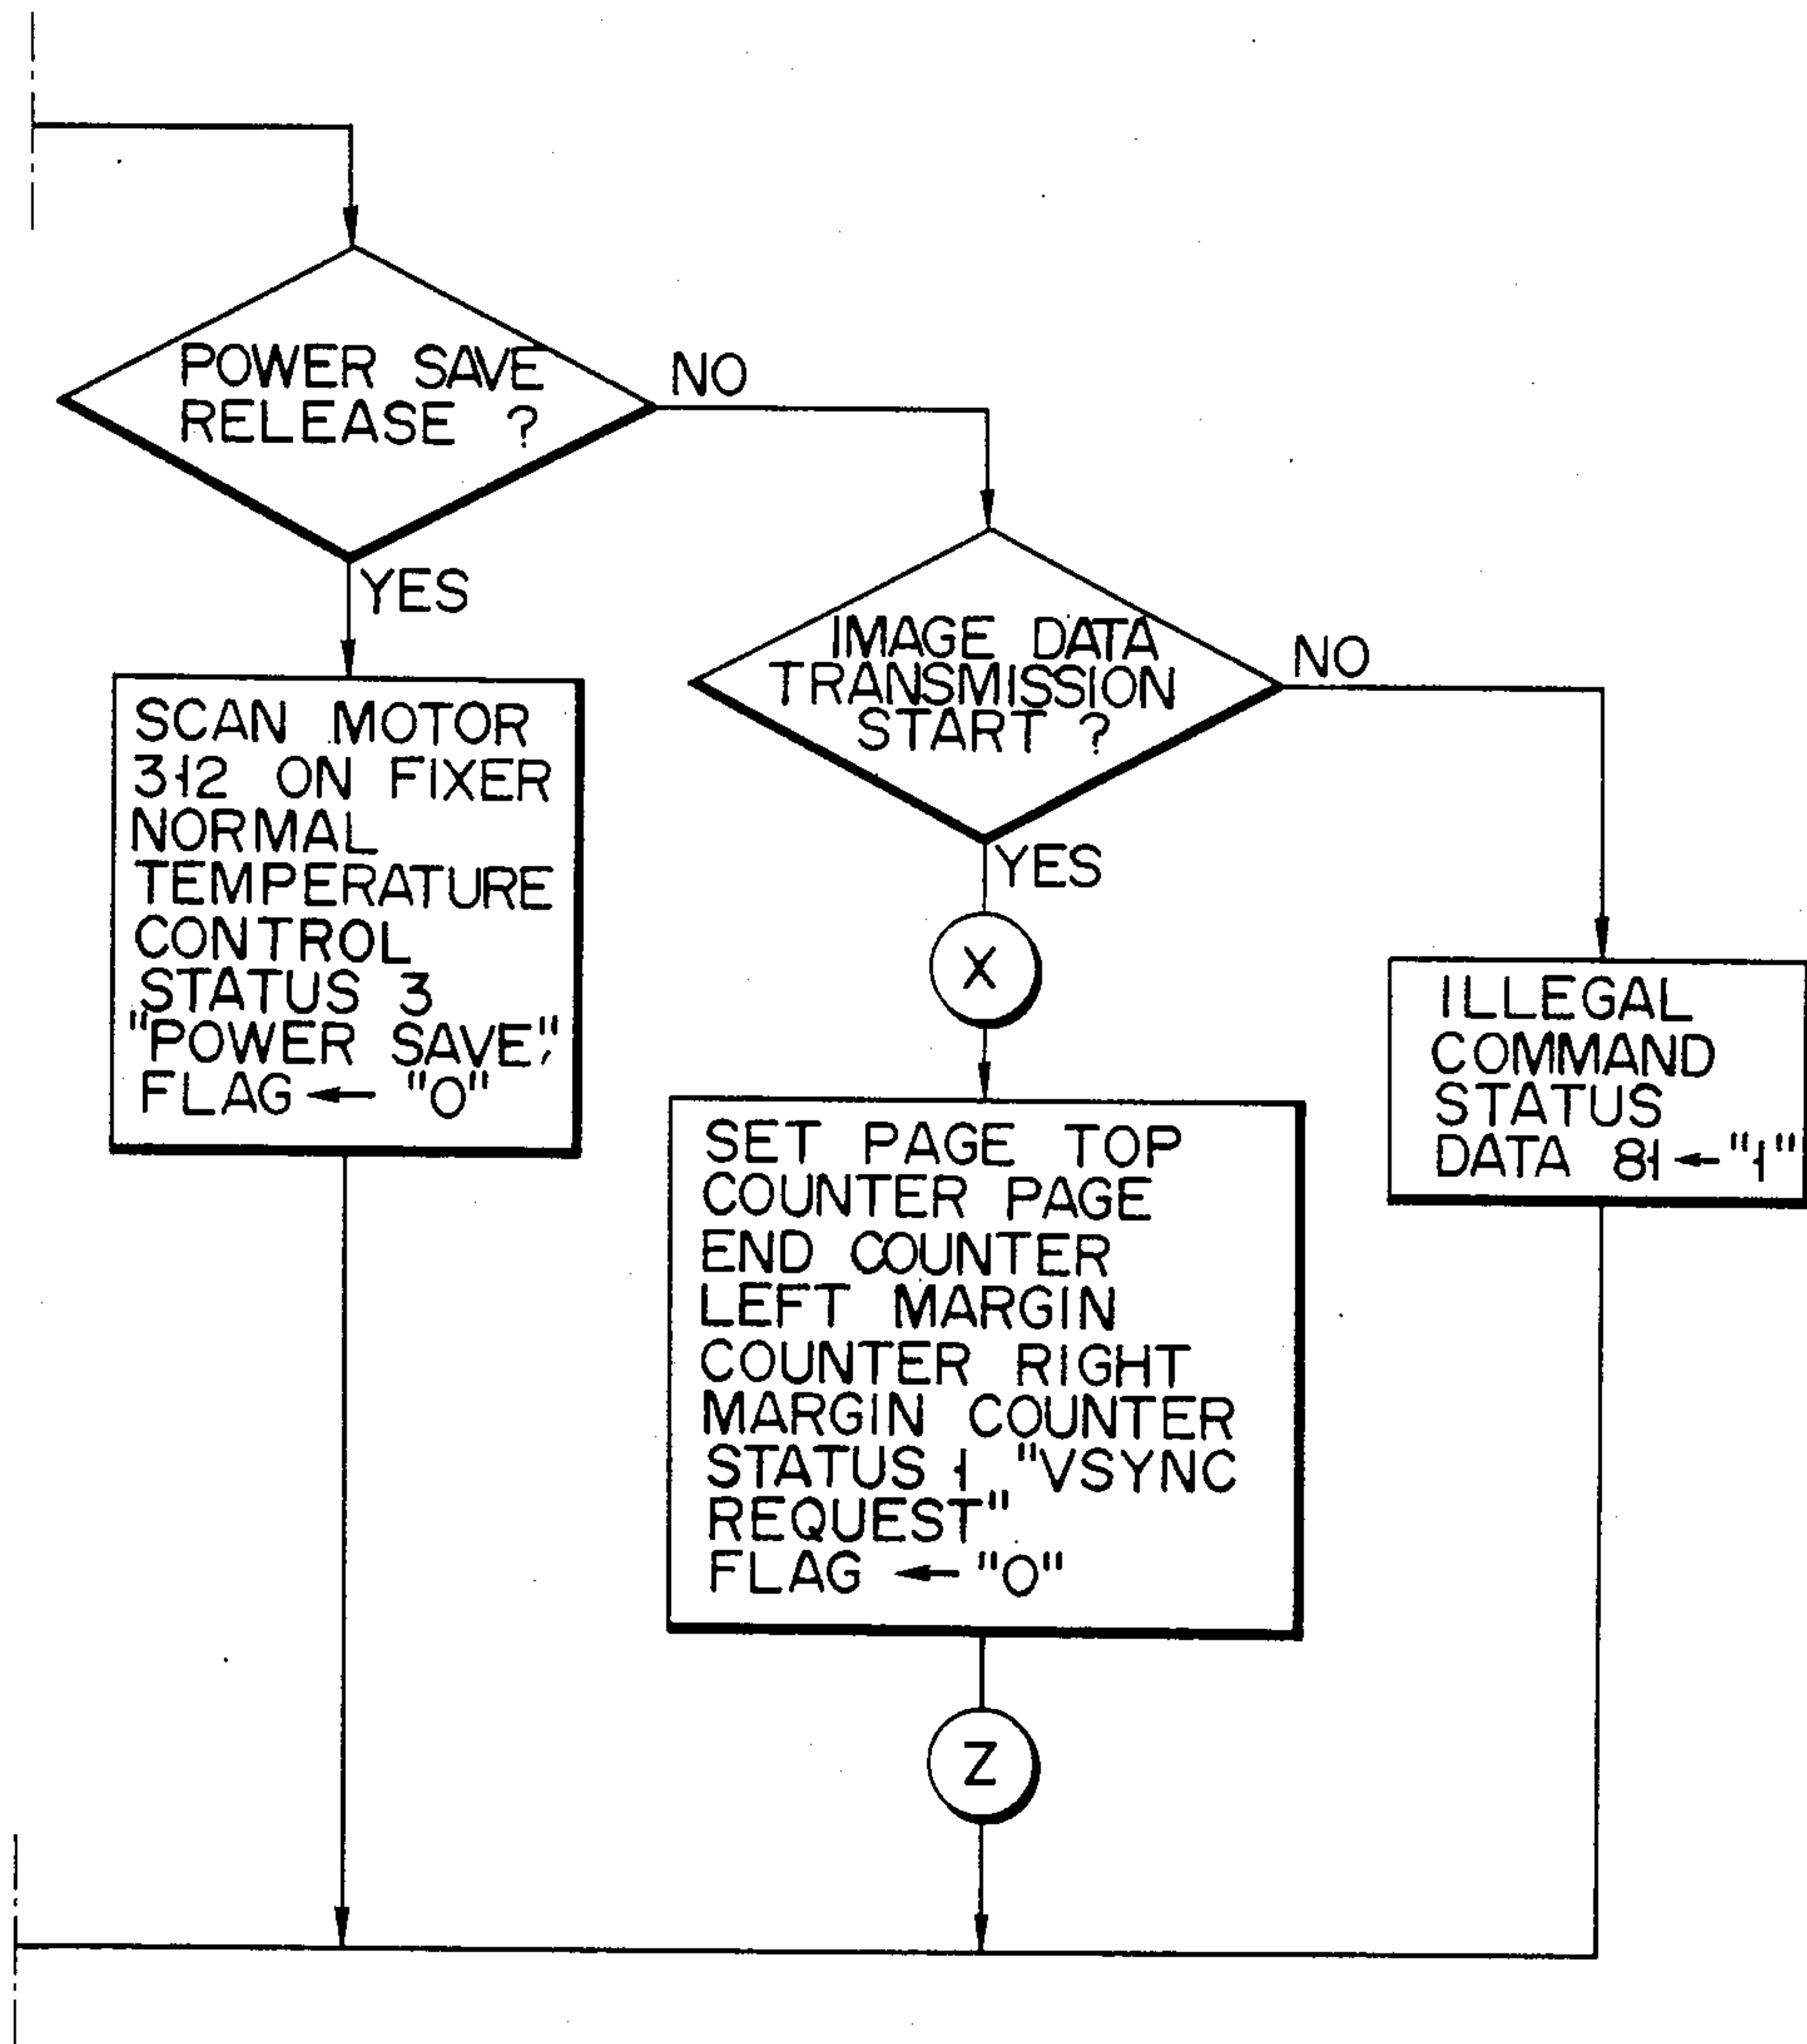 POWER SAVE
RELEASE ?
NO
YES
SCAN MOTOR
312 ON FIXER
NORMAL
TEMPERATURE
CONTROL
STATUS 3
"POWER SAVE,"
FLAG ← "0"
IMAGE DATA
TRANSMISSION
START ?
NO
YES
X
SET PAGE TOP
COUNTER PAGE
END COUNTER
LEFT MARGIN
COUNTER RIGHT
MARGIN COUNTER
STATUS 1 "VSYNC
REQUEST"
FLAG ← "0"
Z
ILLEGAL
COMMAND
STATUS
DATA 81 ← "1"